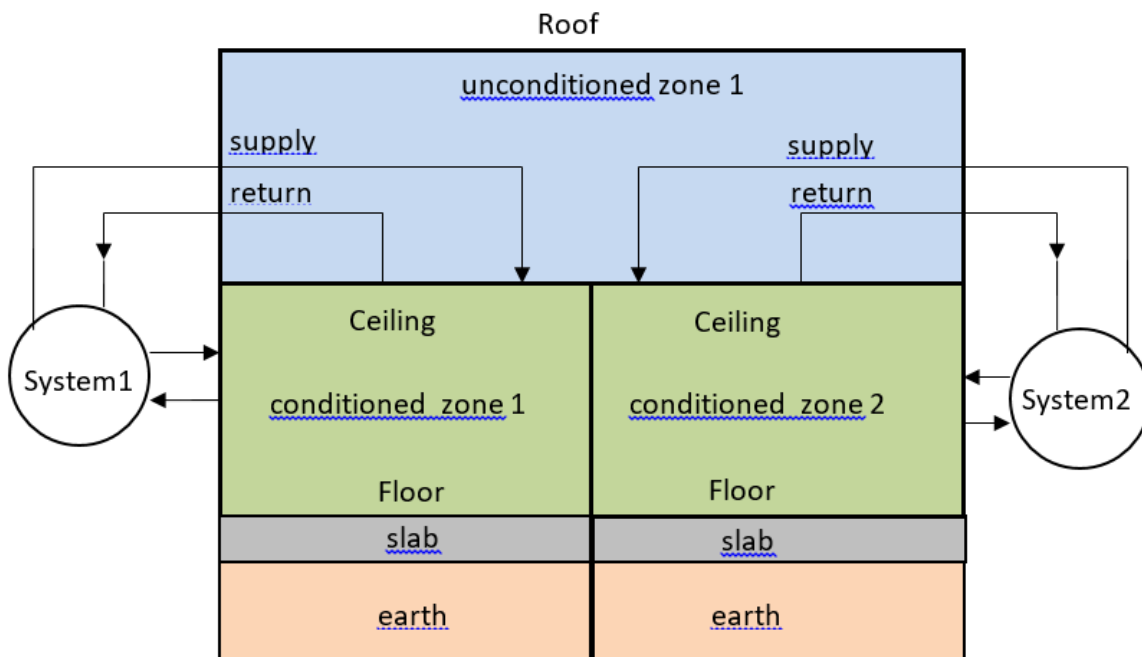 Roof
unconditioned zone 1
supply
supply
return
return
Ceiling
Ceiling
System1
conditioned zone 1
conditioned zone 2
System2
Floor
Floor
slab
slab
earth
earth